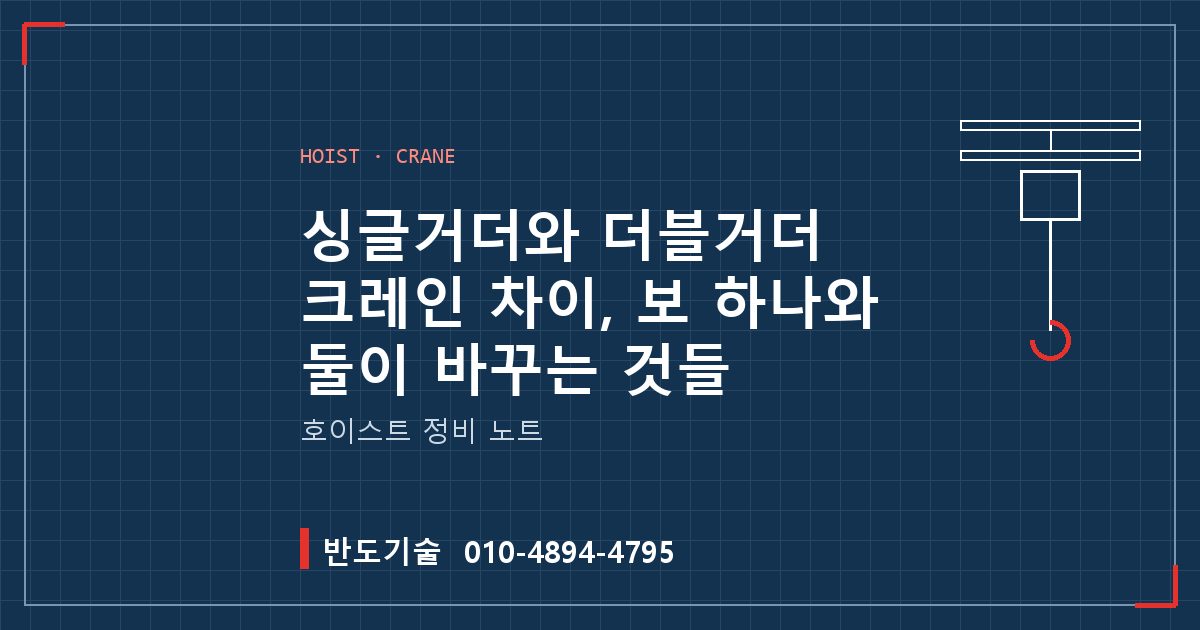 HOIST · CRANE
싱글거더와 더블거더
크레인 차이, 보 하나와
둘이 바꾸는 것들
호이스트 정비 노트
반도기술 010-4894-4795